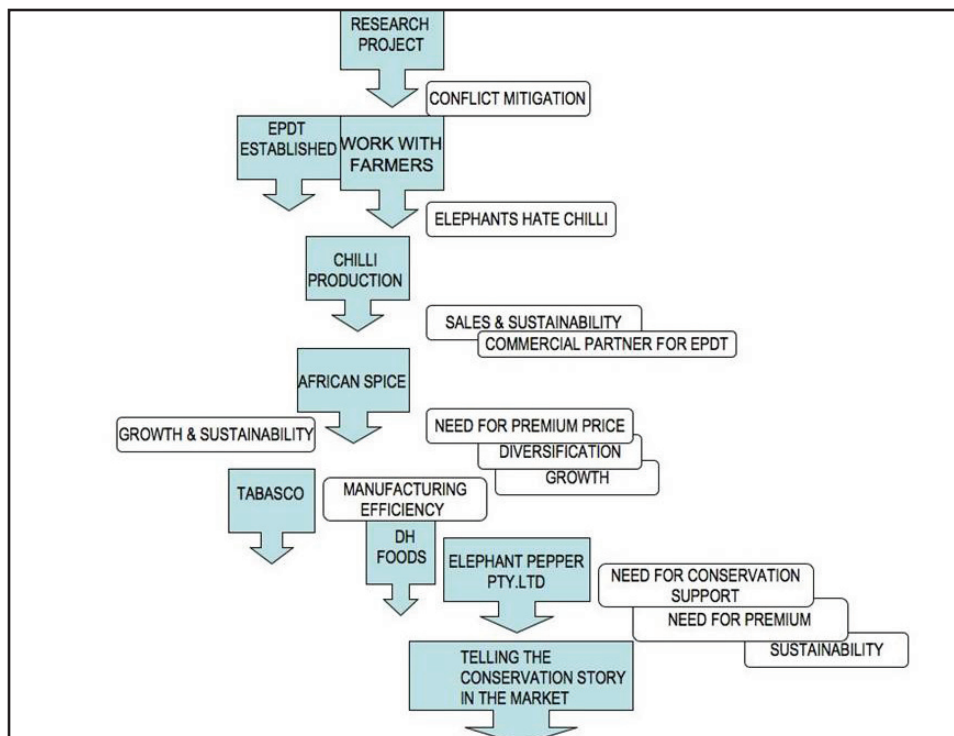 RESEARCH
PROJECT
CONFLICT MITIGATION
EPDT
ESTABLISHED
WORK WITH
FARMERS
ELEPHANTS HATE CHILLI
CHILLI
PRODUCTION
SALES & SUSTAINABILITY
COMMERCIAL PARTNER FOR EPDT
AFRICAN SPICE
GROWTH & SUSTAINABILITY
NEED FOR PREMIUM PRICE
DIVERSIFICATION
GROWTH
TABASCO
MANUFACTURING
EFFICIENCY
DH
FOODS
ELEPHANT PEPPER
PTY.LTD
NEED FOR CONSERVATION
SUPPORT
NEED FOR PREMIUM
SUSTAINABILITY
TELLING THE
CONSERVATION STORY
IN THE MARKET